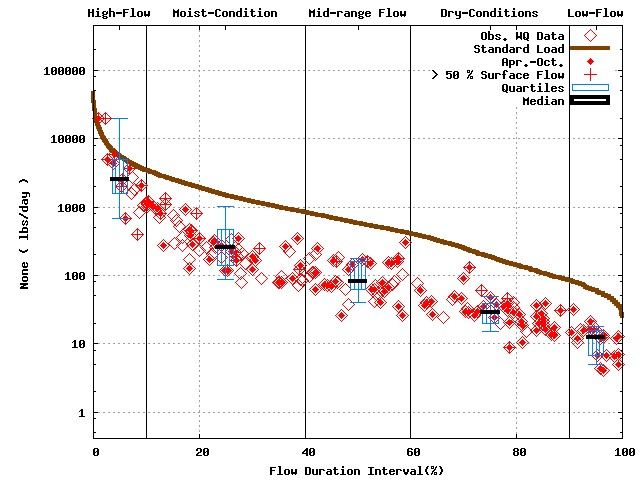 High-Flow Moist-Condition Mid-range Flow Dry-Conditions Low-Flow
Obs. WQ Data
Standard Load
Apr.-Oct.
> 50 % Surface Flow
Quartiles
Median
100000
10000
1000
100
10
1
None ( lbs/day )
0 20 40 60 80 100
Flow Duration Interval(%)